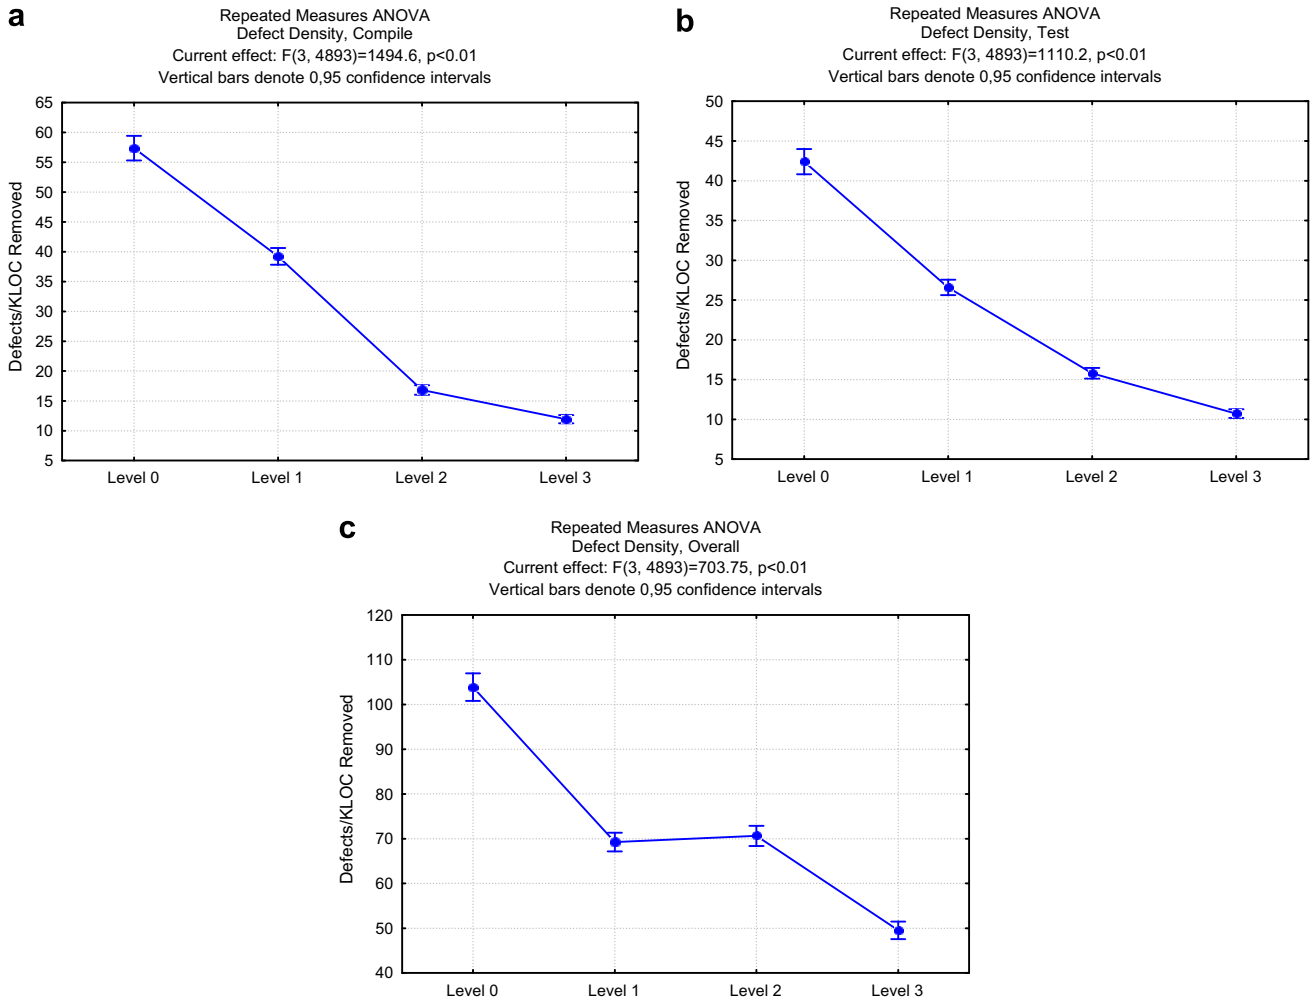 a
Repeated Measures ANOVA
Defect Density, Compile
Current effect: F(3, 4893)=1494.6, p<0.01
Vertical bars denote 0,95 confidence intervals
Defects/KLOC Removed
65
60
55
50
45
40
35
30
25
20
15
10
5
Level 0 Level 1 Level 2 Level 3
b
Repeated Measures ANOVA
Defect Density, Test
Current effect: F(3, 4893)=1110.2, p<0.01
Vertical bars denote 0,95 confidence intervals
Defects/KLOC Removed
50
45
40
35
30
25
20
15
10
5
Level 0 Level 1 Level 2 Level 3
c
Repeated Measures ANOVA
Defect Density, Overall
Current effect: F(3, 4893)=703.75, p<0.01
Vertical bars denote 0,95 confidence intervals
Defects/KLOC Removed
120
110
100
90
80
70
60
50
40
Level 0 Level 1 Level 2 Level 3